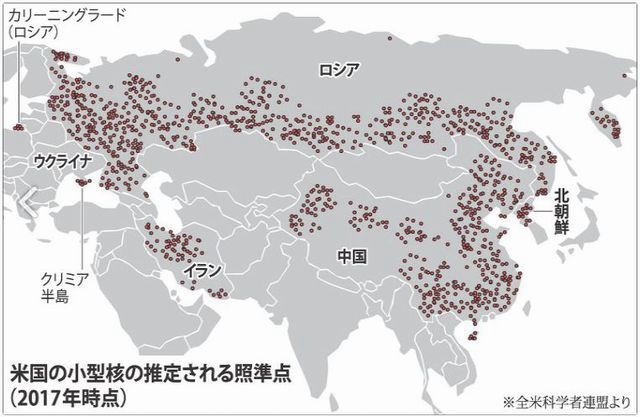 カリーニングラード
（ロシア）
ロシア
ウクライナ
北朝鮮
中国
イラン
クリミア
半島
米国の小型核の推定される照準点
（2017年時点）
※全米科学者連盟より